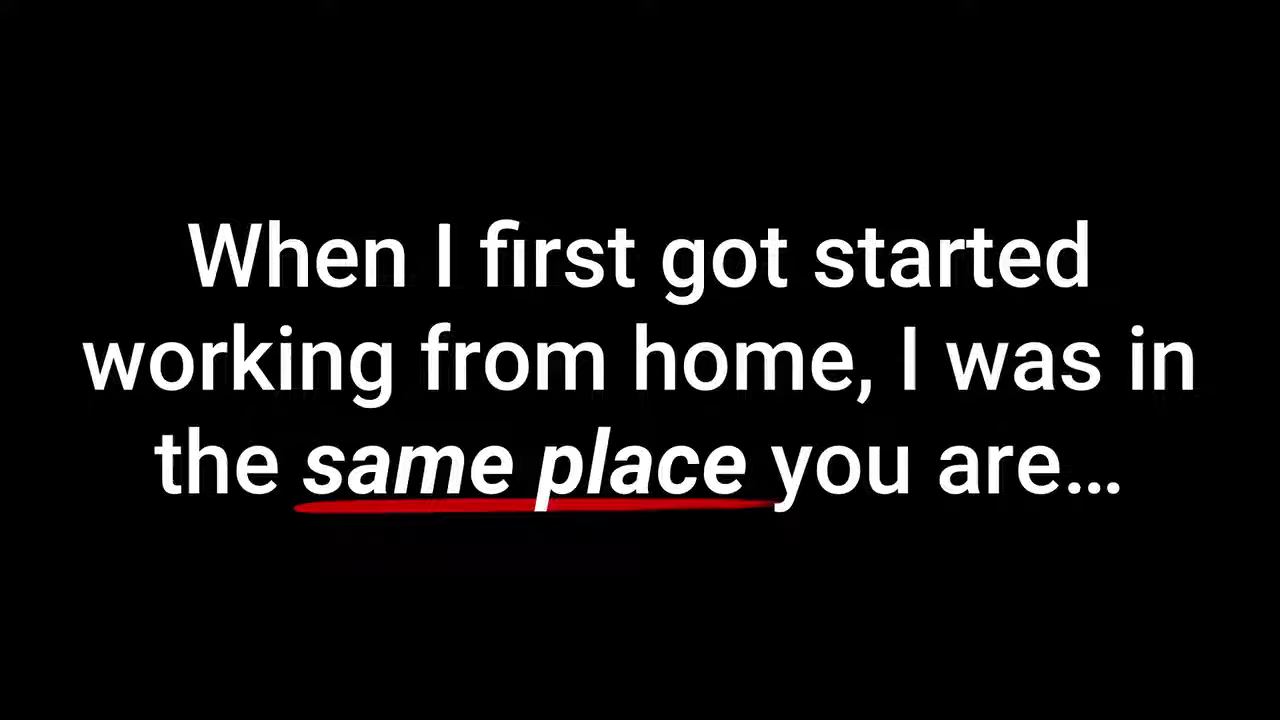 When I first got started
working from home, I was in
the same place you are…